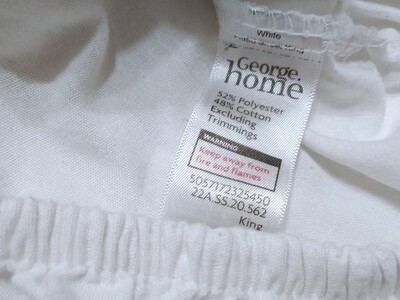 White
George.
home
52% Polyester
48% Cotton
Excluding
Trimmings
WARNING
Keep away from
fire and flames
5057172325450
22A.SS.20.562
King